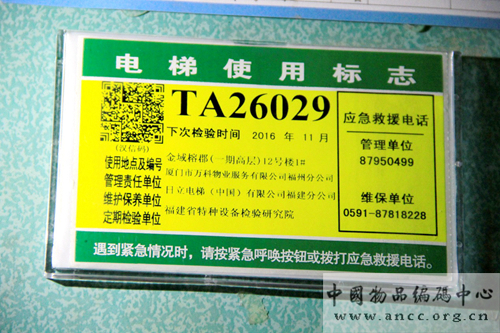 电梯使用标志
TA26029
(汉信码)
下次检验时间 2016 年 11月
使用地点及编号 金域榕郡(一期高层)12号楼1#
管理责任单位 厦门市万科物业服务有限公司福州分公司
维护保养单位 日立电梯(中国)有限公司福建分公司
定期检验单位 福建省特种设备检验研究院
应急救援电话
管理单位
87950499
维保单位
0591-87818228
遇到紧急情况时,请按紧急呼唤按钮或拨打应急救援电话。
中國物品編碼中心
www.ancc.org.cn